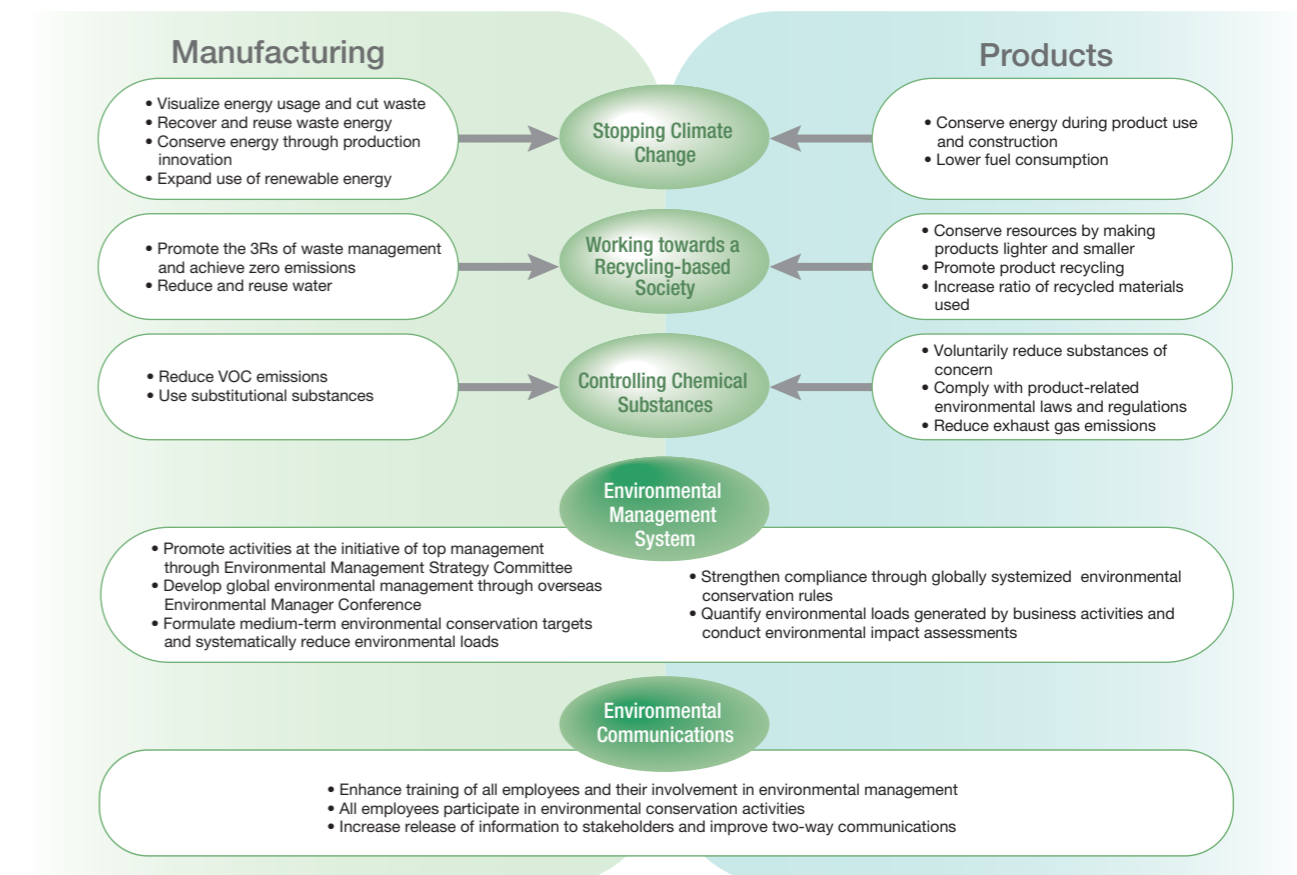 Manufacturing
Products
• Visualize energy usage and cut waste
• Recover and reuse waste energy
• Conserve energy through production
innovation
• Expand use of renewable energy
Stopping Climate
Change
• Conserve energy during product use
and construction
• Lower fuel consumption
• Promote the 3Rs of waste management
and achieve zero emissions
• Reduce and reuse water
Working towards a
Recycling-based
Society
• Conserve resources by making
products lighter and smaller
• Promote product recycling
• Increase ratio of recycled materials
used
• Reduce VOC emissions
• Use substitutional substances
Controlling Chemical
Substances
• Voluntarily reduce substances of
concern
• Comply with product-related
environmental laws and regulations
• Reduce exhaust gas emissions
Environmental
Management
System
• Promote activities at the initiative of top management
through Environmental Management Strategy Committee
• Develop global environmental management through overseas
Environmental Manager Conference
• Formulate medium-term environmental conservation targets
and systematically reduce environmental loads
• Strengthen compliance through globally systemized environmental
conservation rules
• Quantify environmental loads generated by business activities and
conduct environmental impact assessments
Environmental
Communications
• Enhance training of all employees and their involvement in environmental management
• All employees participate in environmental conservation activities
• Increase release of information to stakeholders and improve two-way communications